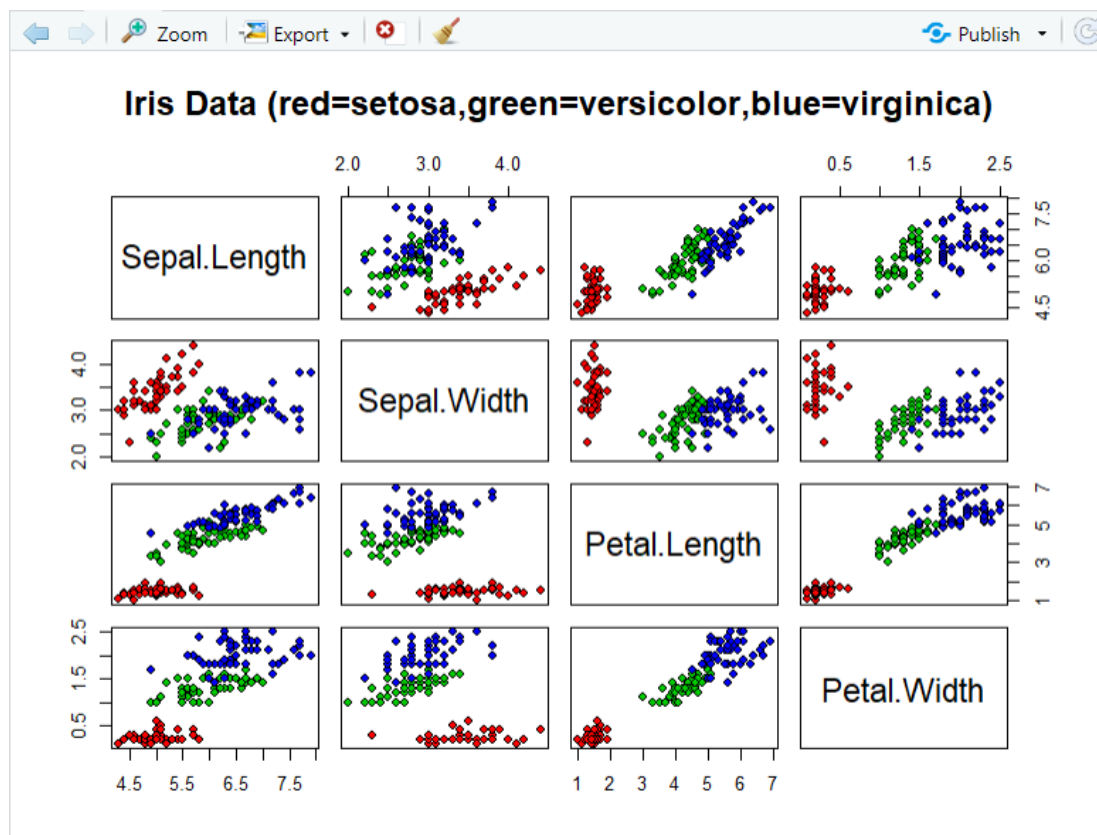 Zoom Export Publish
Iris Data (red=setosa,green=versicolor,blue=virginica)
2.0 3.0 4.0 0.5 1.5 2.5
Sepal.Length
4.5 6.0 7.5
2.0 3.0 4.0
Sepal.Width
Petal.Length
1 3 5 7
0.5 1.5 2.5
Petal.Width
4.5 5.5 6.5 7.5 1 2 3 4 5 6 7